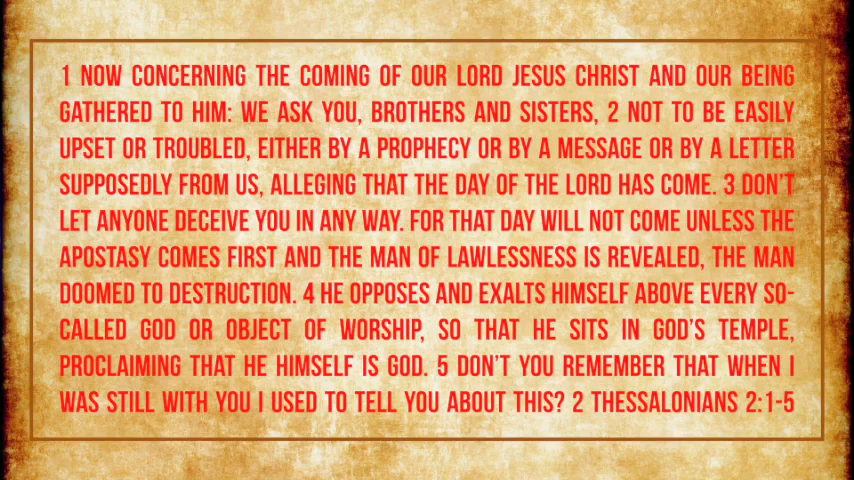 1 NOW CONCERNING THE COMING OF OUR LORD JESUS CHRIST AND OUR BEING
GATHERED TO HIM: WE ASK YOU, BROTHERS AND SISTERS, 2 NOT TO BE EASILY
UPSET OR TROUBLED, EITHER BY A PROPHECY OR BY A MESSAGE OR BY A LETTER
SUPPOSEDLY FROM US, ALLEGING THAT THE DAY OF THE LORD HAS COME. 3 DON'T
LET ANYONE DECEIVE YOU IN ANY WAY. FOR THAT DAY WILL NOT COME UNLESS THE
APOSTASY COMES FIRST AND THE MAN OF LAWLESSNESS IS REVEALED, THE MAN
DOOMED TO DESTRUCTION. 4 HE OPPOSES AND EXALTS HIMSELF ABOVE EVERY SO-
CALLED GOD OR OBJECT OF WORSHIP, SO THAT HE SITS IN GOD'S TEMPLE,
PROCLAIMING THAT HE HIMSELF IS GOD. 5 DON'T YOU REMEMBER THAT WHEN I
WAS STILL WITH YOU I USED TO TELL YOU ABOUT THIS? 2 THESSALONIANS 2:1-5